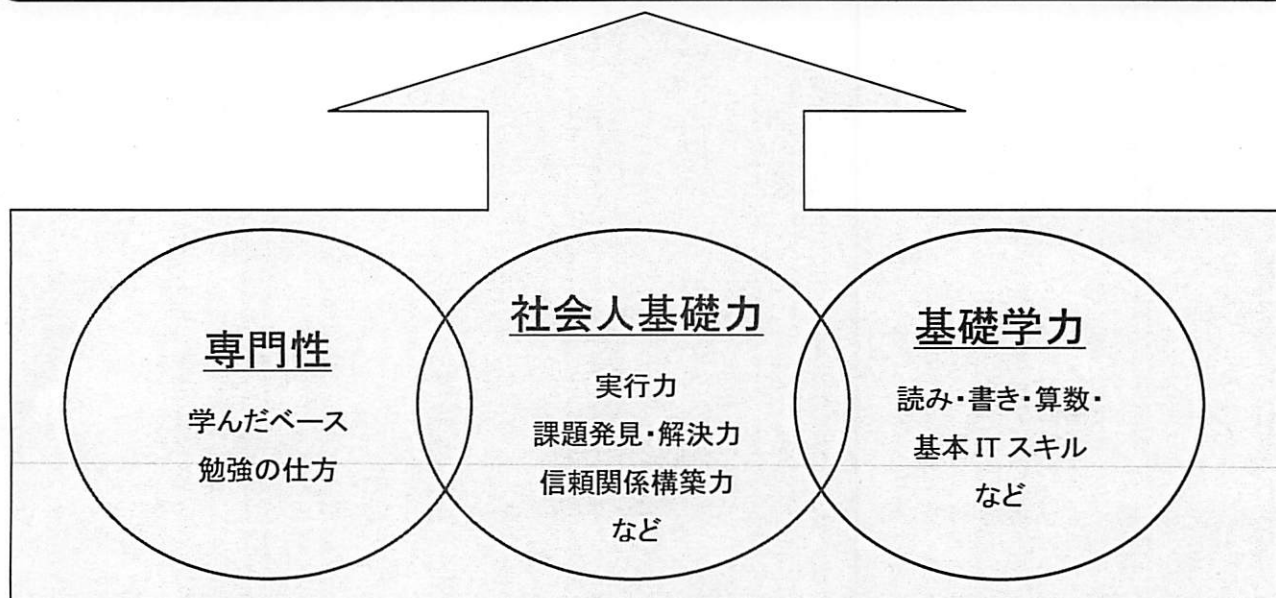 専門性
学んだベース
勉強の仕方
社会人基礎力
実行力
課題発見・解決力
信頼関係構築力
など
基礎学力
読み・書き・算数・
基本 IT スキル
など